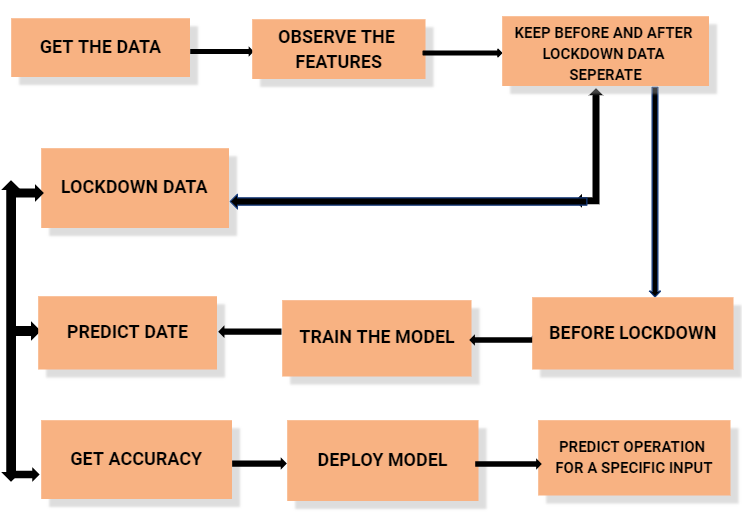 GET THE DATA
OBSERVE THE
FEATURES
KEEP BEFORE AND AFTER
LOCKDOWN DATA
SEPERATE
LOCKDOWN DATA
PREDICT DATE
TRAIN THE MODEL
BEFORE LOCKDOWN
GET ACCURACY
DEPLOY MODEL
PREDICT OPERATION
FOR A SPECIFIC INPUT